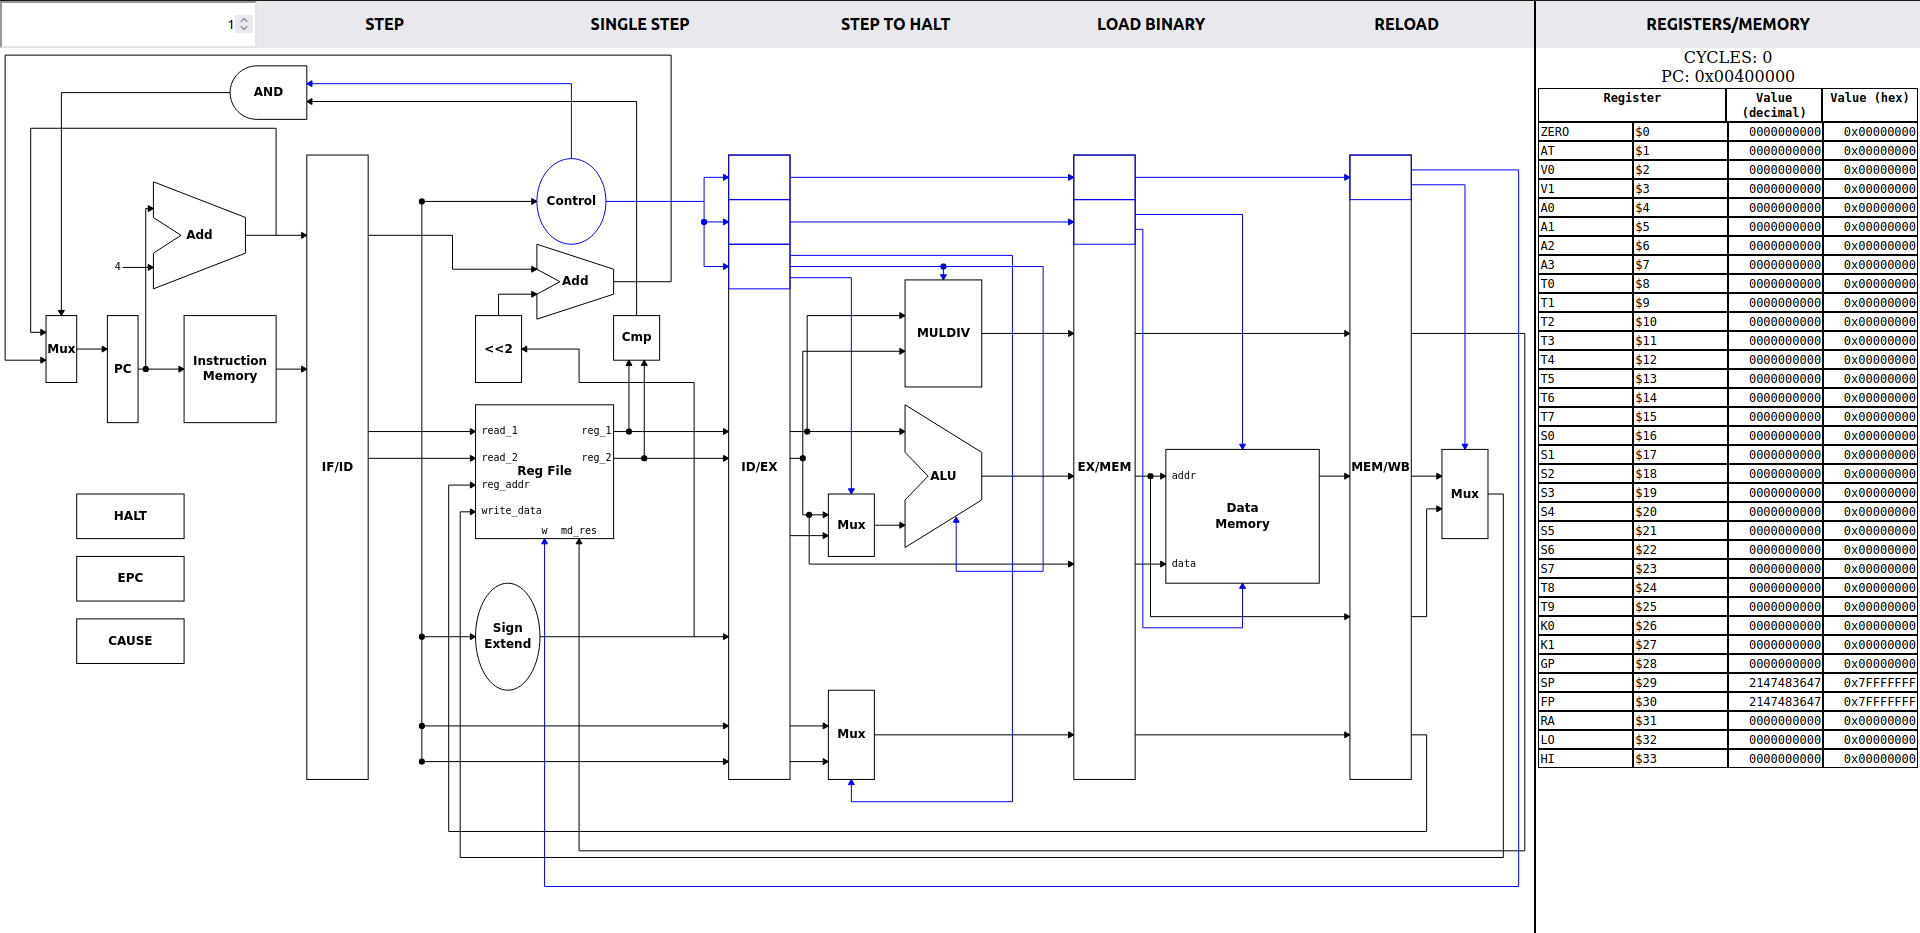 1
STEP
SINGLE STEP
STEP TO HALT
LOAD BINARY
RELOAD
REGISTERS/MEMORY
AND
Add
4
Mux
PC
Instruction
Memory
IF/ID
Control
Add
<<2
Cmp
read_1
read_2
reg_addr
write_data
reg_1
reg_2
Reg File
w
md_res
Sign
Extend
ID/EX
MULDIV
ALU
Mux
Mux
EX/MEM
addr
Data
Memory
data
MEM/WB
Mux
HALT
EPC
CAUSE
CYCLES: 0
PC: 0x00400000
Register Value (decimal) Value (hex)
ZERO $0 0000000000 0x00000000
AT $1 0000000000 0x00000000
V0 $2 0000000000 0x00000000
V1 $3 0000000000 0x00000000
A0 $4 0000000000 0x00000000
A1 $5 0000000000 0x00000000
A2 $6 0000000000 0x00000000
A3 $7 0000000000 0x00000000
T0 $8 0000000000 0x00000000
T1 $9 0000000000 0x00000000
T2 $10 0000000000 0x00000000
T3 $11 0000000000 0x00000000
T4 $12 0000000000 0x00000000
T5 $13 0000000000 0x00000000
T6 $14 0000000000 0x00000000
T7 $15 0000000000 0x00000000
S0 $16 0000000000 0x00000000
S1 $17 0000000000 0x00000000
S2 $18 0000000000 0x00000000
S3 $19 0000000000 0x00000000
S4 $20 0000000000 0x00000000
S5 $21 0000000000 0x00000000
S6 $22 0000000000 0x00000000
S7 $23 0000000000 0x00000000
T8 $24 0000000000 0x00000000
T9 $25 0000000000 0x00000000
K0 $26 0000000000 0x00000000
K1 $27 0000000000 0x00000000
GP $28 0000000000 0x00000000
SP $29 2147483647 0x7FFFFFFF
FP $30 2147483647 0x7FFFFFFF
RA $31 0000000000 0x00000000
LO $32 0000000000 0x00000000
HI $33 0000000000 0x00000000